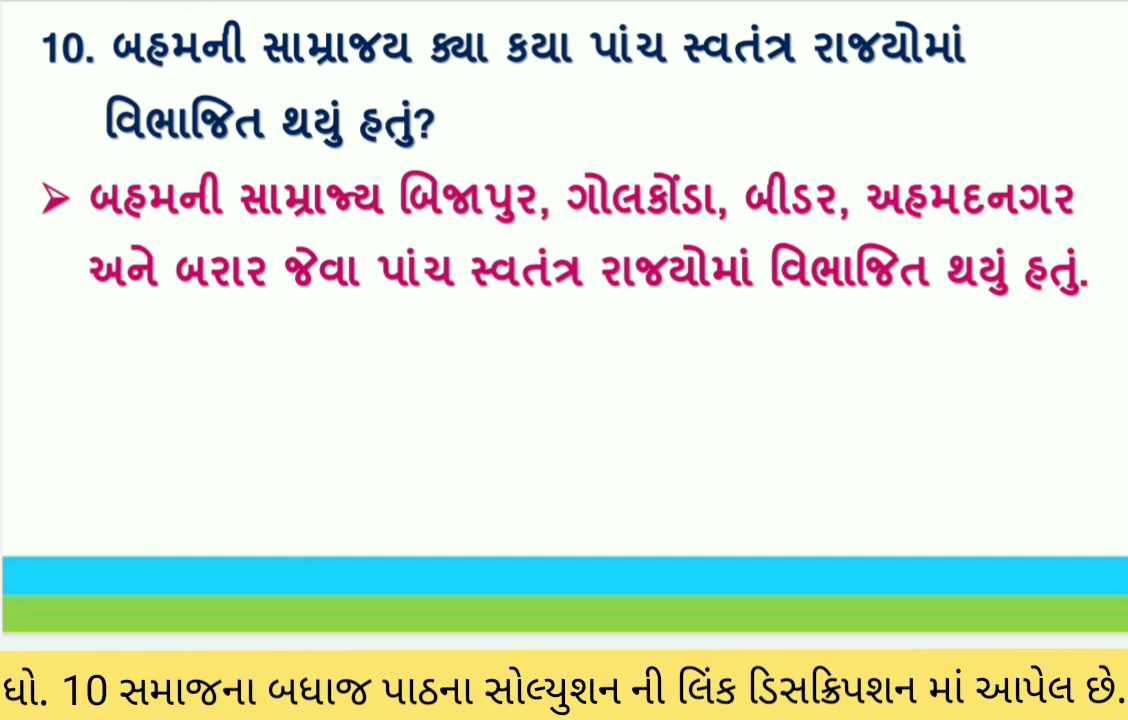 10. બહમની સામ્રાજય ક્યા કયા પાંચ સ્વતંત્ર રાજયોમાં
વિભાજિત થયું હતું?
➢ બહમની સામ્રાજ્ય બિજાપુર, ગોલકોંડા, બીડર, અહમદનગર
અને બરાર જેવા પાંચ સ્વતંત્ર રાજયોમાં વિભાજિત થયું હતું.
ધો. 10 સમાજના બધાજ પાઠના સોલ્યુશન ની લિંક ડિસક્રિપશન માં આપેલ છે.